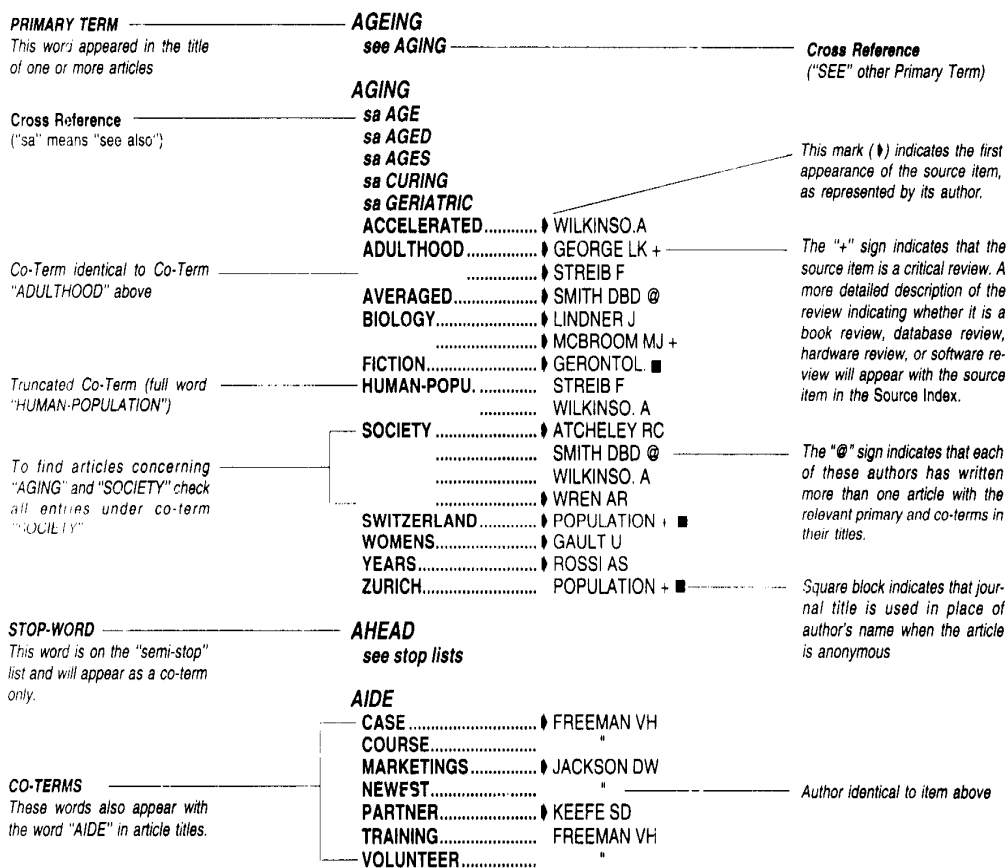 PRIMARY TERM
This word appeared in the title
of one or more articles
Cross Reference
("sa" means "see also")
Co-Term identical to Co-Term
"ADULTHOOD" above
Truncated Co-Term (full word
"HUMAN-POPULATION")
To find articles concerning
"AGING" and "SOCIETY" check
all entries under co-term
"SOCIETY"
STOP-WORD
This word is on the "semi-stop"
list and will appear as a co-term
only.
CO-TERMS
These words also appear with
the word "AIDE" in article titles.
AGEING
see AGING
AGING
sa AGE
sa AGED
sa AGES
sa CURING
sa GERIATRIC
ACCELERATED............ ◗ WILKINSO.A
ADULTHOOD............... ◗ GEORGE LK +
............... ◗ STREIB F
AVERAGED.................. ◗ SMITH DBD @
BIOLOGY..................... ◗ LINDNER J
..................... ◗ MCBROOM MJ +
FICTION....................... ◗ GERONTOL. ■
HUMAN-POPU. ............ STREIB F
............ WILKINSO. A
SOCIETY ..................... ◗ ATCHELEY RC
..................... SMITH DBD @
..................... WILKINSO. A
..................... ◗ WREN AR
SWITZERLAND............ ◗ POPULATION + ■
WOMENS..................... ◗ GAULT U
YEARS......................... ◗ ROSSI AS
ZURICH........................ POPULATION + ■
AHEAD
see stop lists
AIDE
CASE ........................... ◗ FREEMAN VH
COURSE...................... "
MARKETINGS.............. ◗ JACKSON DW
NEWEST...................... "
PARTNER.................... ◗ KEEFE SD
TRAINING.................... FREEMAN VH
VOLUNTEER................ "
Cross Reference
("SEE" other Primary Term)
This mark (◗) indicates the first
appearance of the source item,
as represented by its author.
The "+" sign indicates that the
source item is a critical review. A
more detailed description of the
review indicating whether it is a
book review, database review,
hardware review, or software re-
view will appear with the source
item in the Source Index.
The "@" sign indicates that each
of these authors has written
more than one article with the
relevant primary and co-terms in
their titles.
Square block indicates that jour-
nal title is used in place of
author's name when the article
is anonymous
Author identical to item above